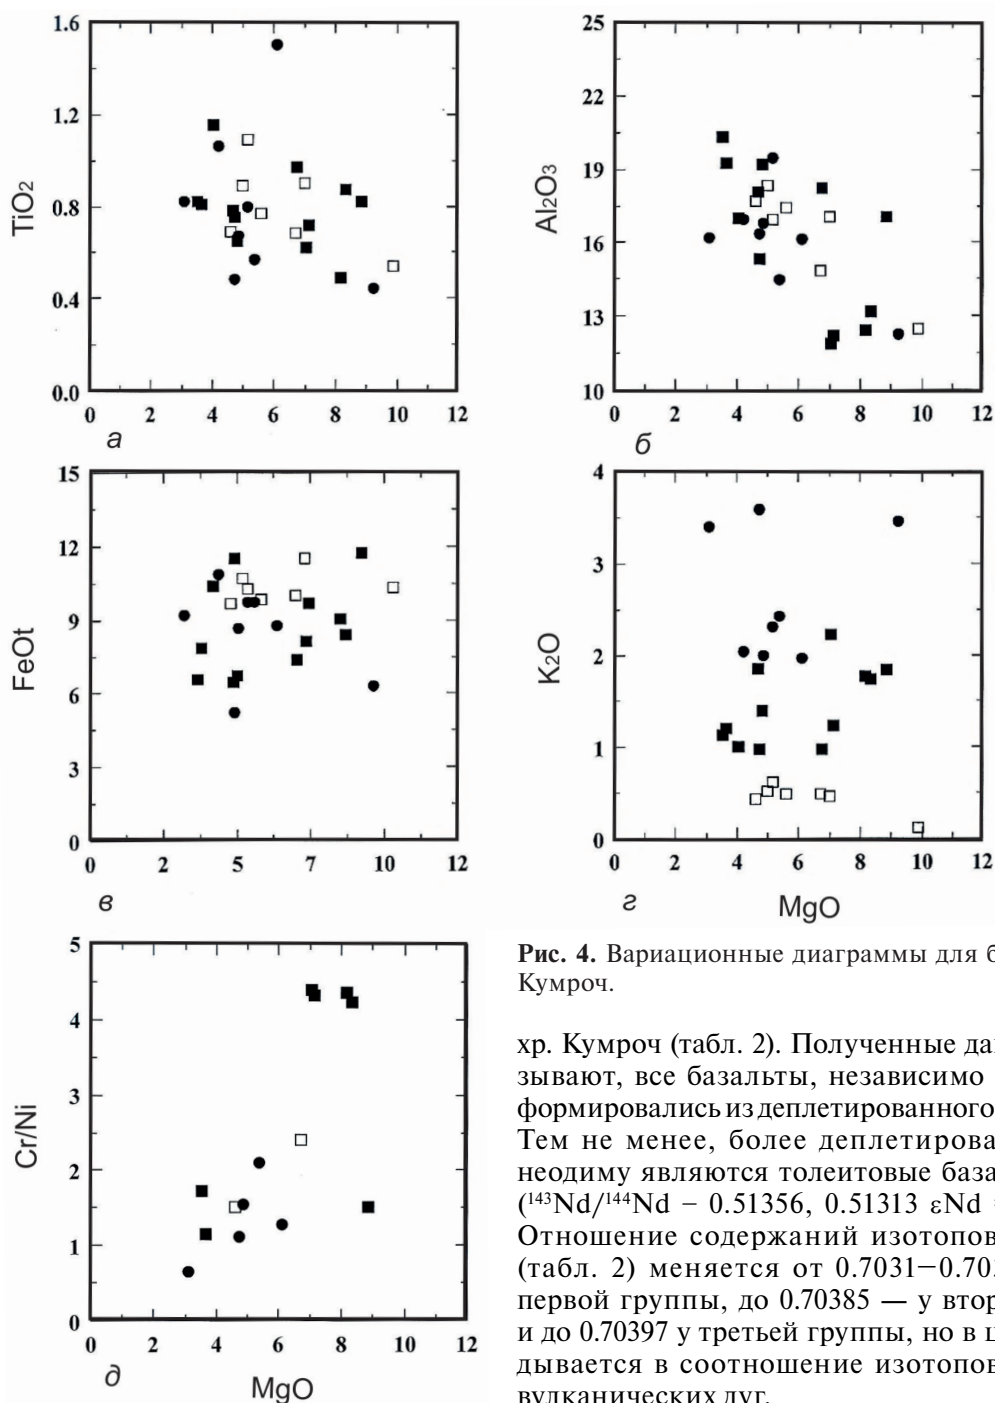 1.6
1.2
0.8
0.4
0.0
TiO2
0 2 4 6 8 10 12
а
25
22
19
16
13
10
Al2O3
0 2 4 6 8 10 12
б
15
12
9
6
3
0
FeOt
0 2 5 7 10 12
в
4
3
2
1
0
K2O
0 2 4 6 8 10 12
г
MgO
5
4
3
2
1
0
Cr/Ni
0 2 4 6 8 10 12
д
MgO
Рис. 4. Вариационные диаграммы для б
Кумроч.
хр. Кумроч (табл. 2). Полученные да
зывают, все базальты, независимо
формировались из деплетированного
Тем не менее, более деплетирова
неодиму являются толеитовые база
(¹⁴³Nd/¹⁴⁴Nd – 0.51356, 0.51313 εNd
Отношение содержаний изотопов
(табл. 2) меняется от 0.7031−0.70
первой группы, до 0.70385 — у втор
и до 0.70397 у третьей группы, но в ц
дывается в соотношение изотопов
вулканических дуг.